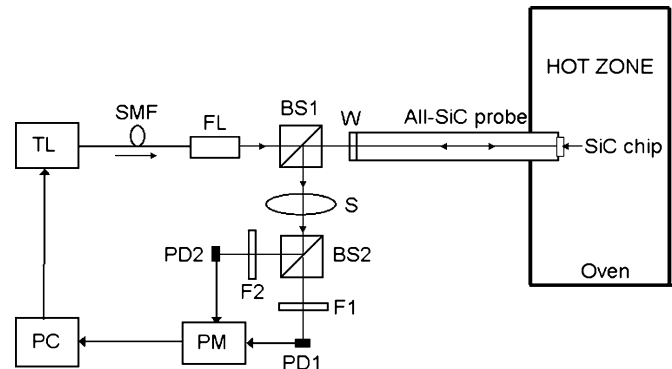 HOT ZONE
SMF
BS1
TL
FL
W
All-SiC probe
SiC chip
S
PD2
BS2
F2
F1
Oven
PC
PM
PD1